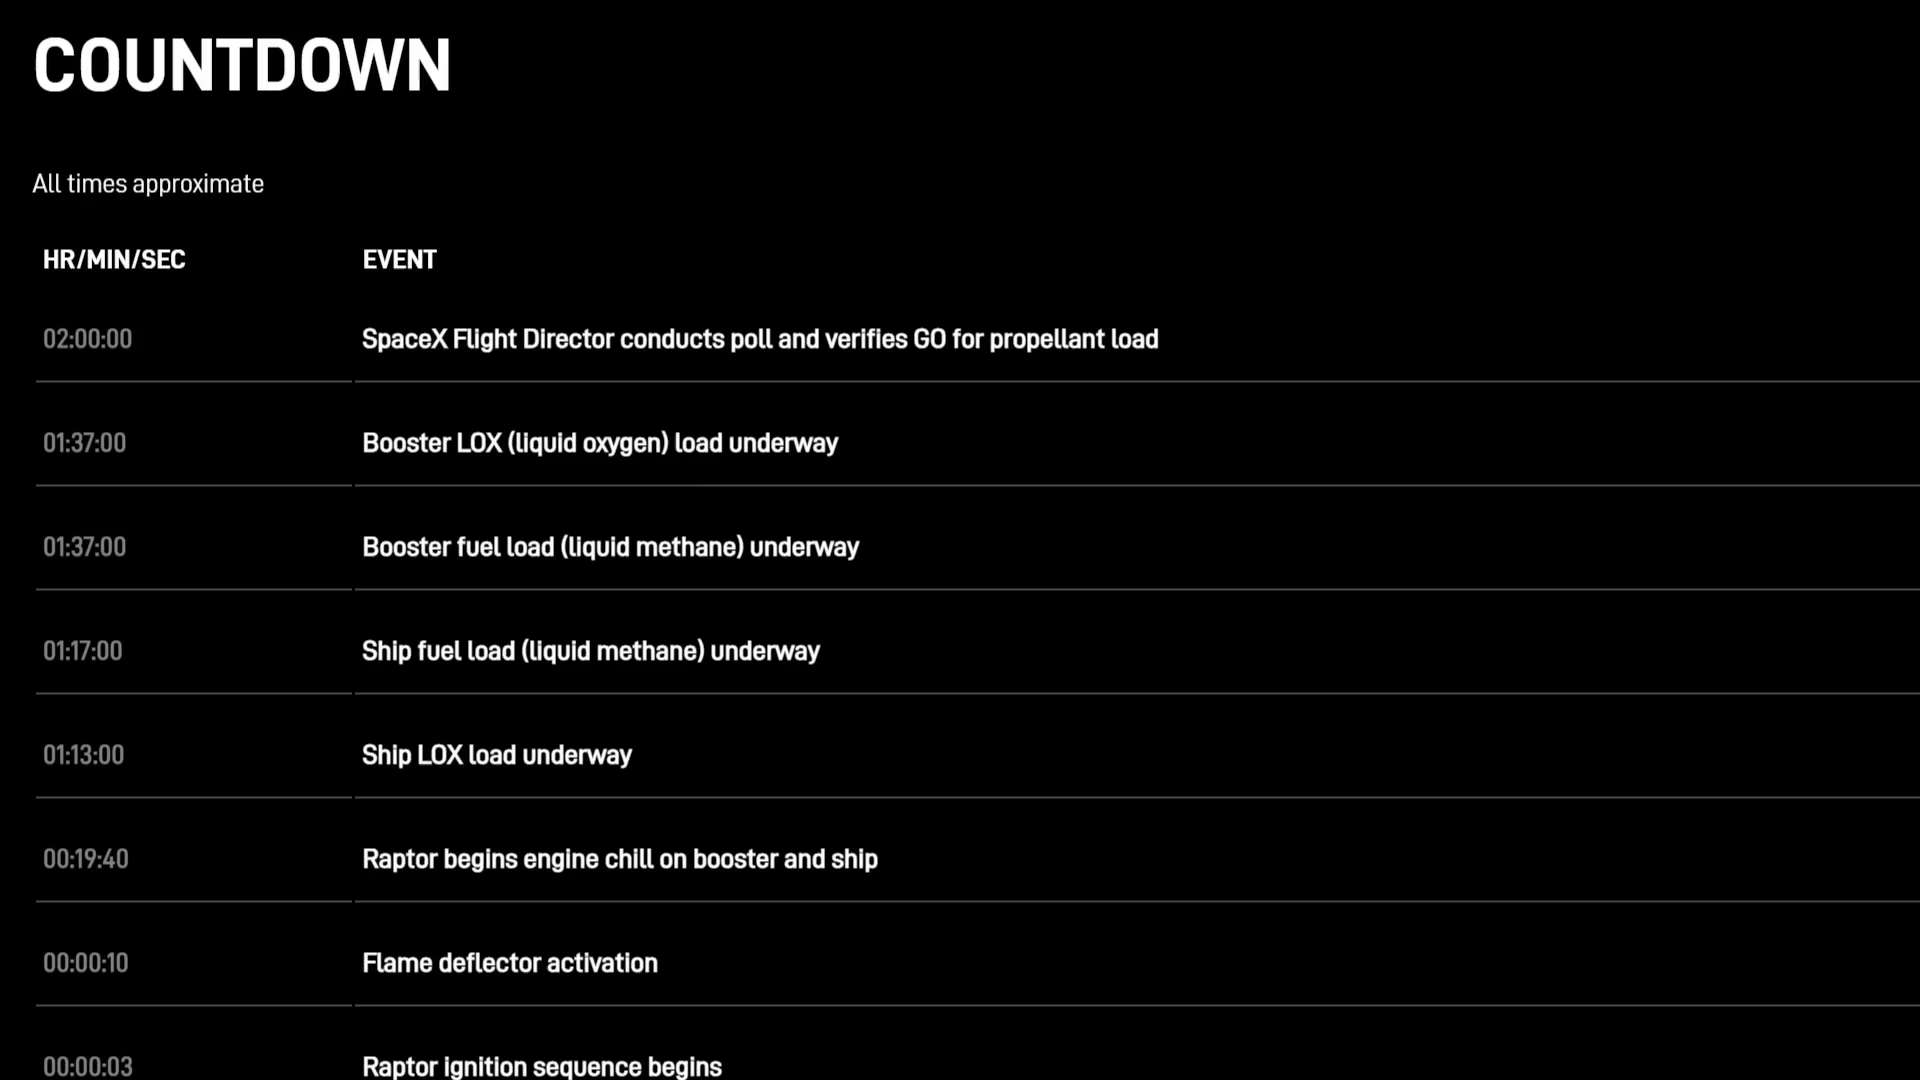 COUNTDOWN
All times approximate
HR/MIN/SEC EVENT
02:00:00 SpaceX Flight Director conducts poll and verifies GO for propellant load
01:37:00 Booster LOX (liquid oxygen) load underway
01:37:00 Booster fuel load (liquid methane) underway
01:17:00 Ship fuel load (liquid methane) underway
01:13:00 Ship LOX load underway
00:19:40 Raptor begins engine chill on booster and ship
00:00:10 Flame deflector activation
00:00:03 Raptor ignition sequence begins